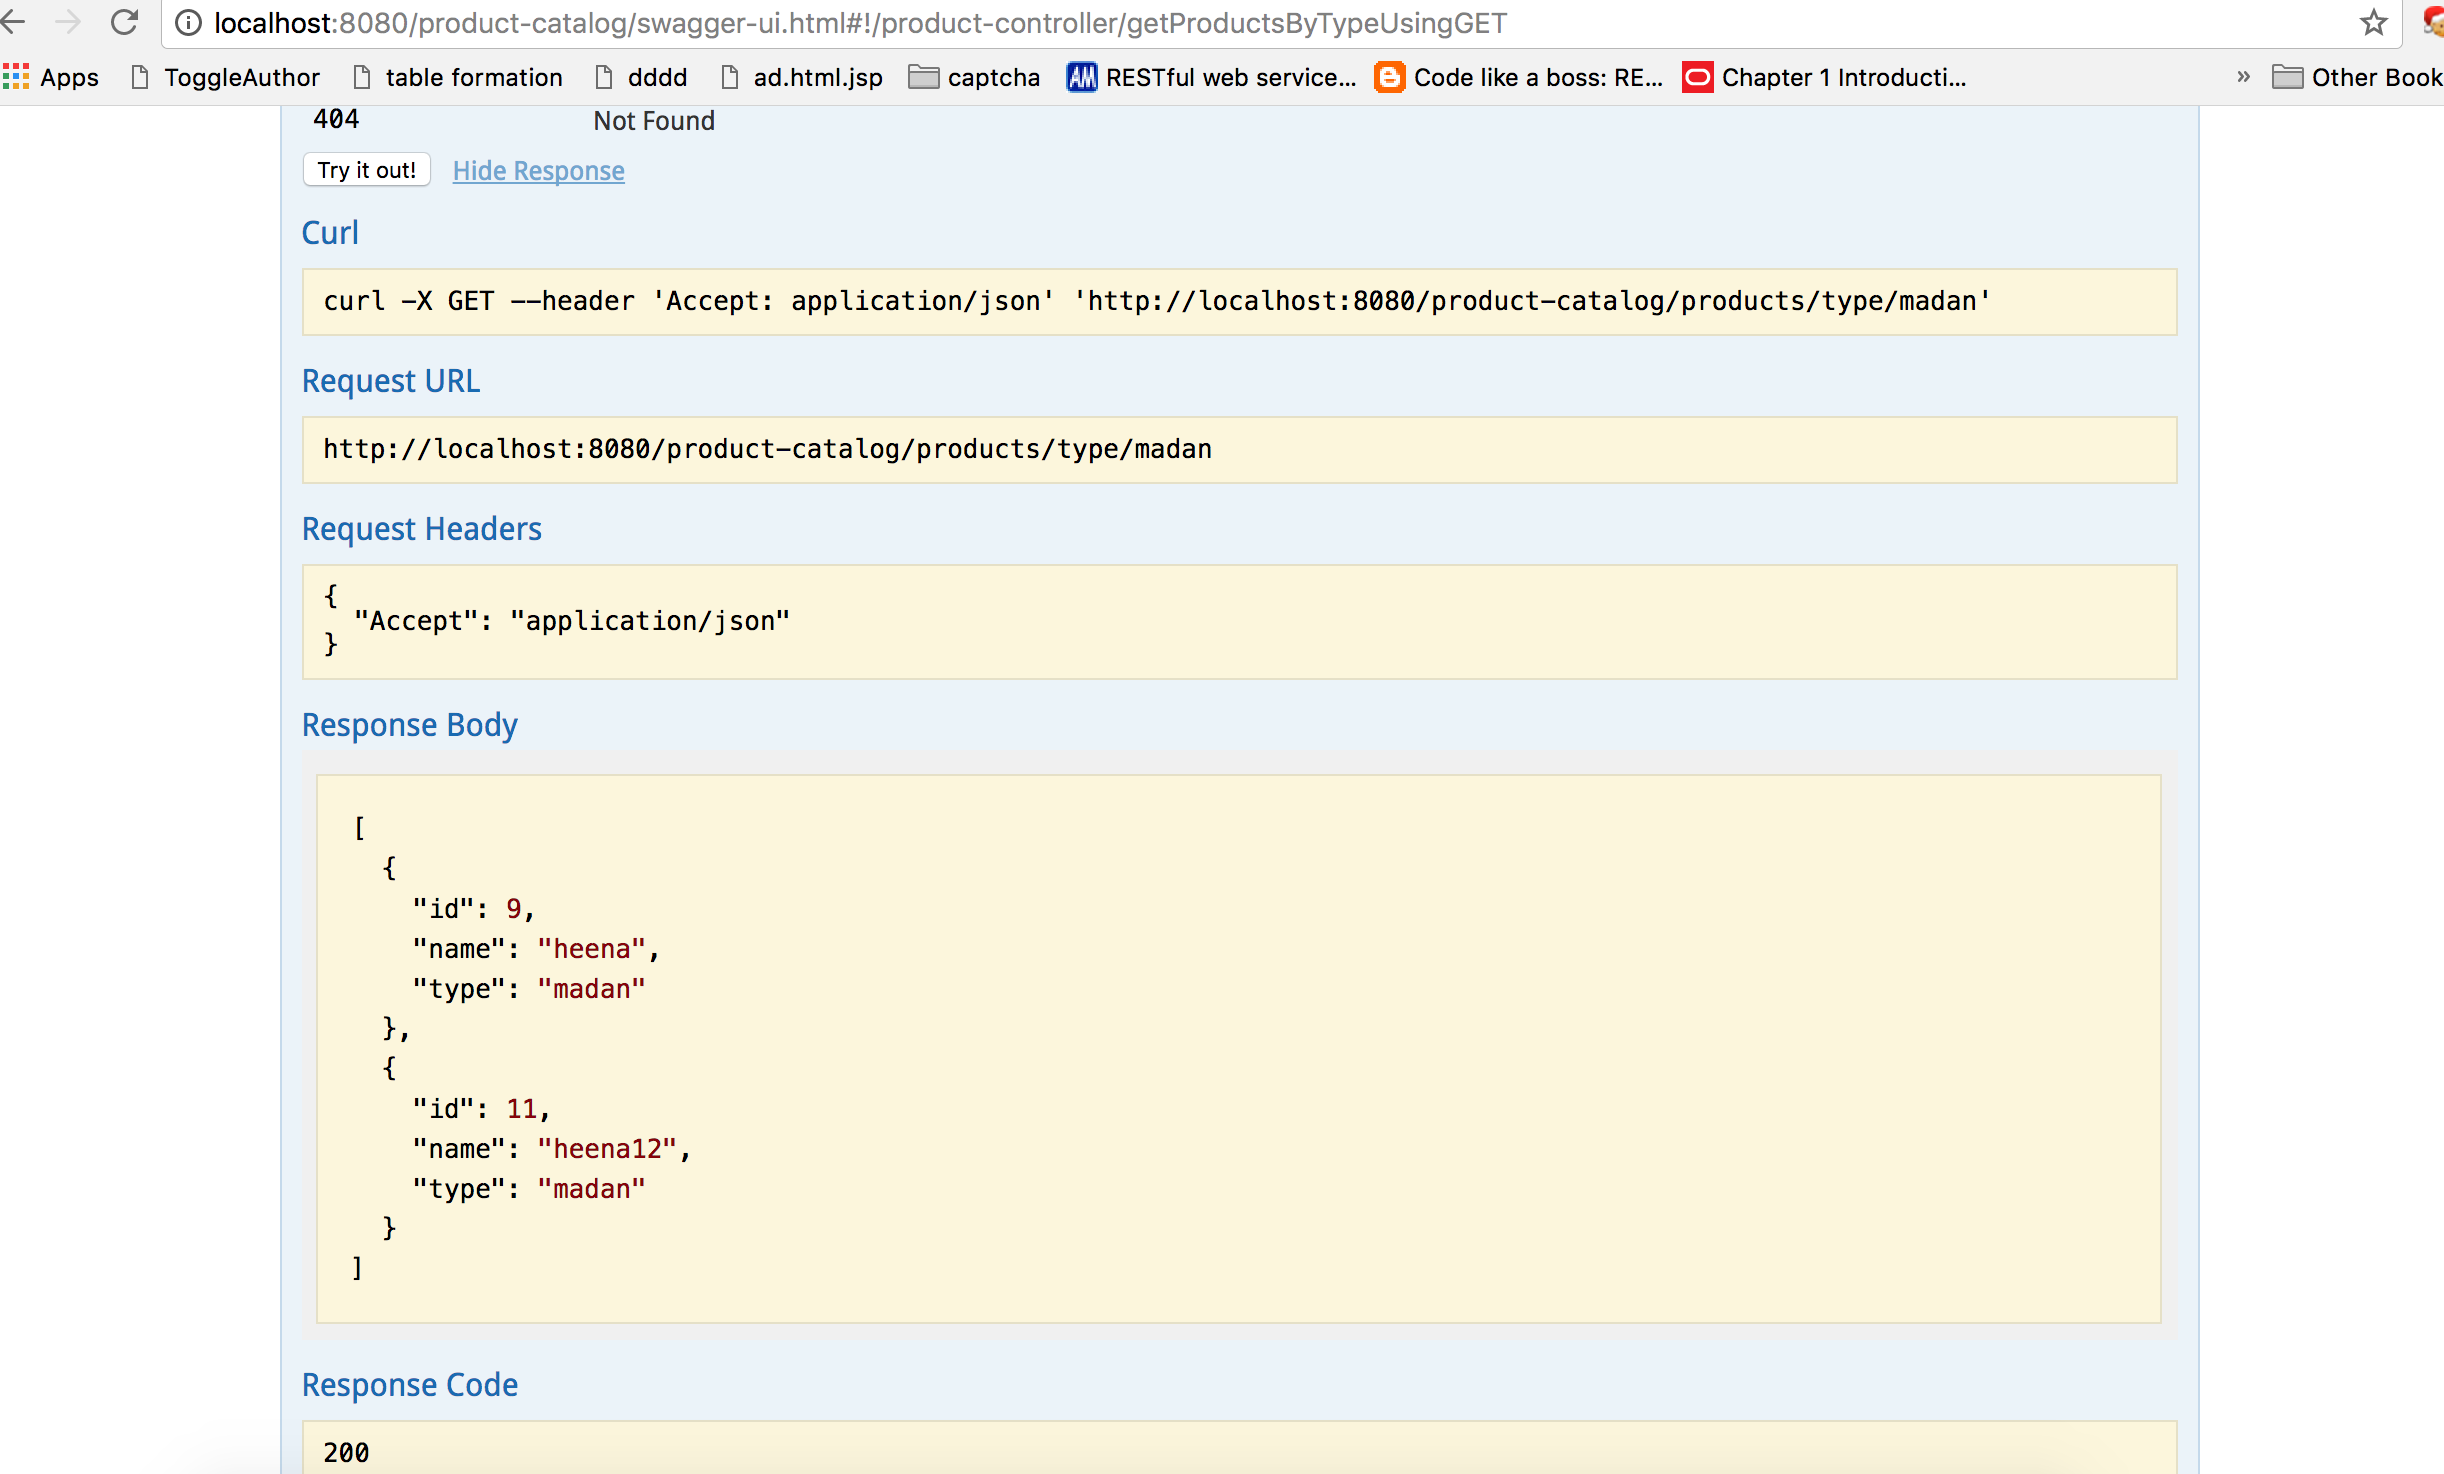 localhost:8080/product-catalog/swagger-ui.html#!/product-controller/getProductsByTypeUsingGET
Apps ToggleAuthor table formation dddd ad.html.jsp captcha AM RESTful web service... Code like a boss: RE... Chapter 1 Introducti... » Other Book
404 Not Found
Try it out! Hide Response
Curl
curl -X GET --header 'Accept: application/json' 'http://localhost:8080/product-catalog/products/type/madan'
Request URL
http://localhost:8080/product-catalog/products/type/madan
Request Headers
{
  "Accept": "application/json"
}
Response Body
[
  {
    "id": 9,
    "name": "heena",
    "type": "madan"
  },
  {
    "id": 11,
    "name": "heena12",
    "type": "madan"
  }
]
Response Code
200